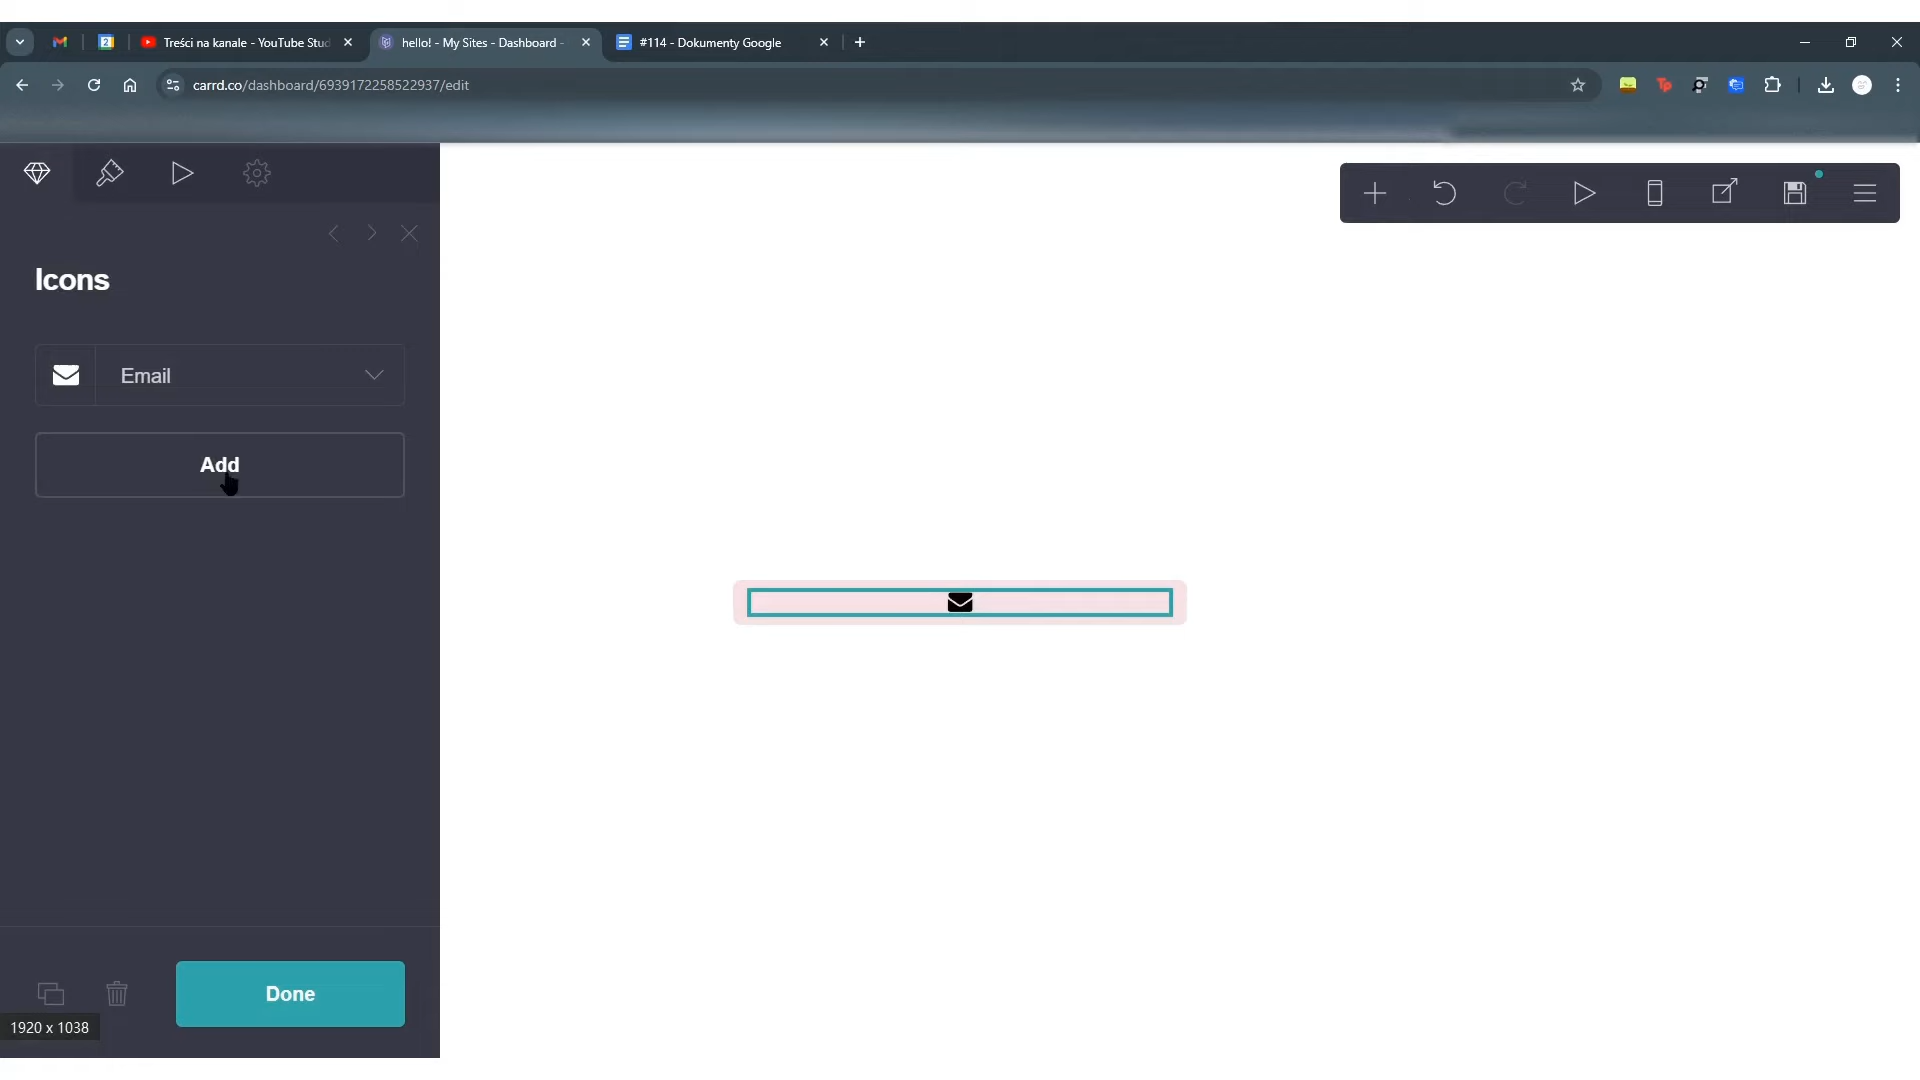 Treści na kanale - YouTube Stud
hello! - My Sites - Dashboard -
#114 - Dokumenty Google
carrd.co/dashboard/6939172258522937/edit
Icons
Email
Add
Done
1920 x 1038